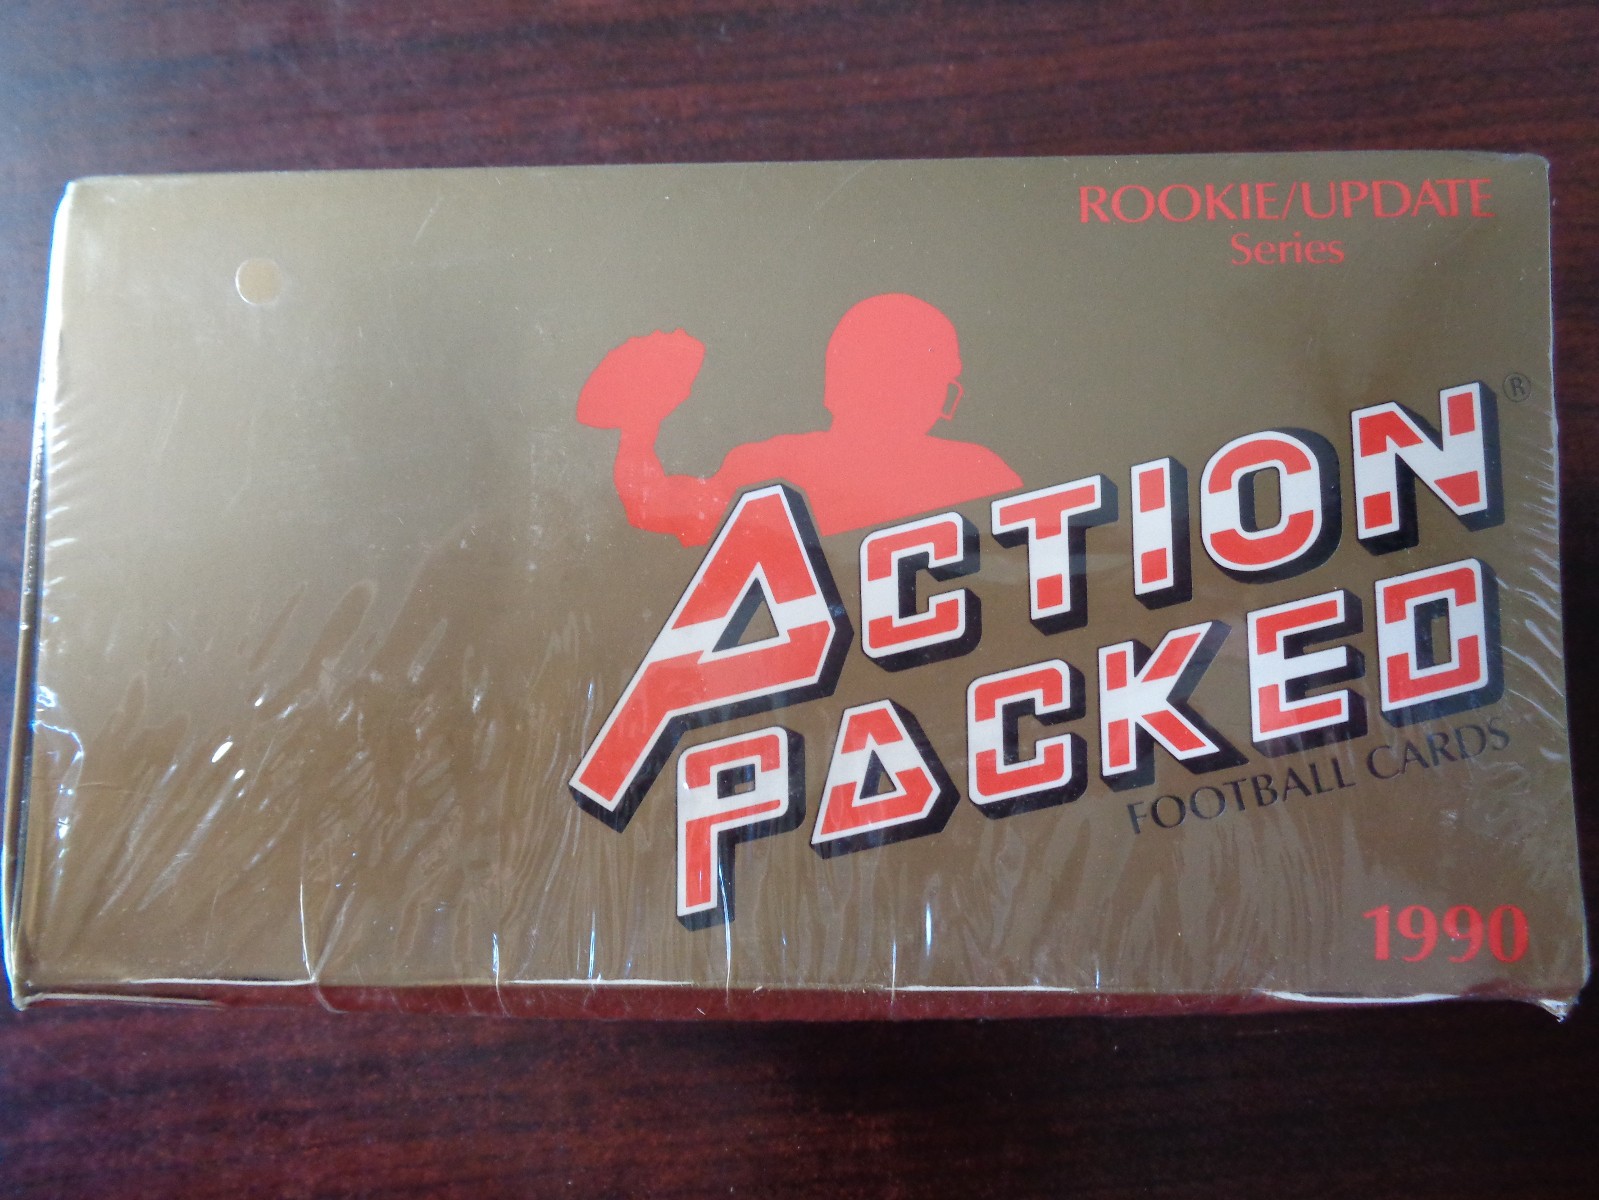 ROOKIE/UPDATE
Series
ACTION
®
PACKED
FOOTBALL CARDS
1990